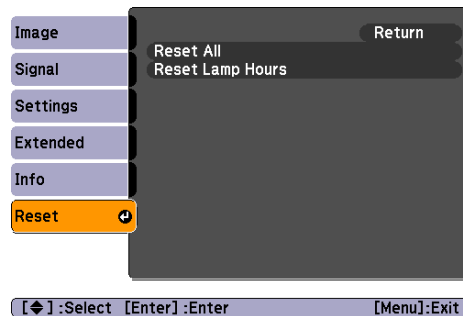 Image
Signal
Settings
Extended
Info
Reset
Return
Reset All
Reset Lamp Hours
[◆] :Select [Enter] :Enter [Menu]:Exit